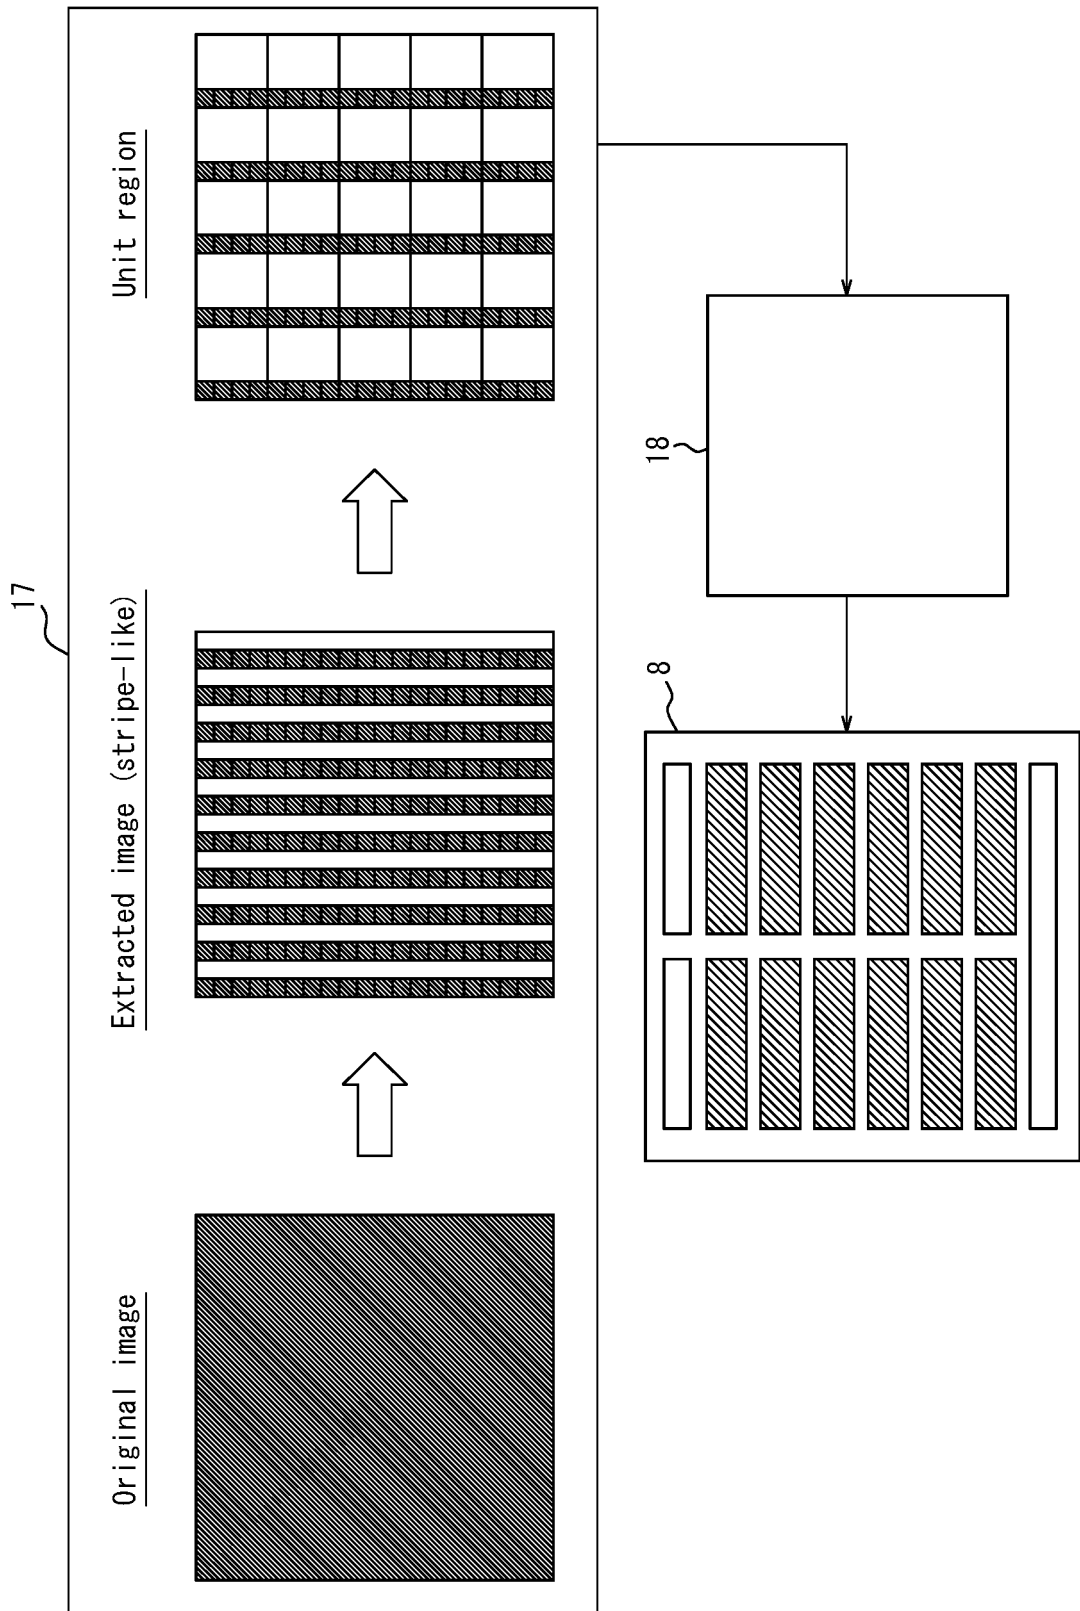 17
Original image
Extracted image (stripe-like)
Unit region
8
18